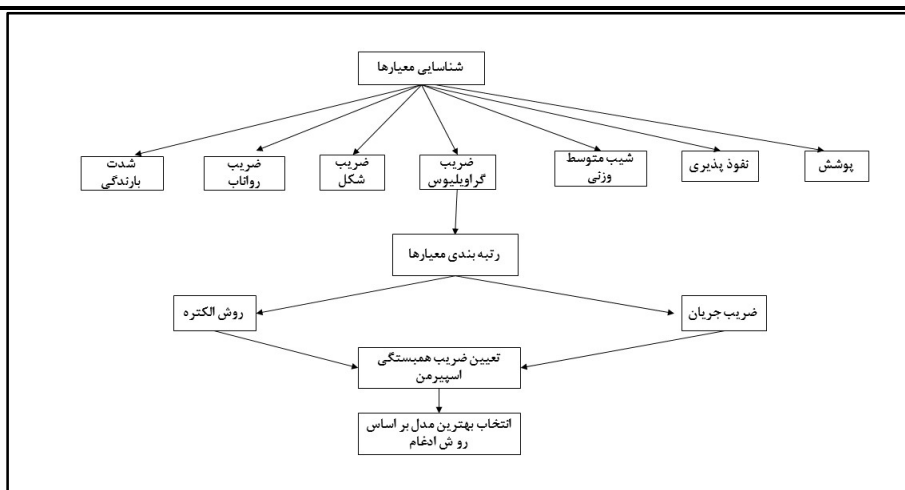 شناسایی معیارها
پوشش
نفوذ پذیری
شیب متوسط
وزنی
ضریب
گراویلیوس
ضریب
شکل
ضریب
رواناب
شدت
بارندگی
رتبه بندی معیارها
ضریب جریان
روش الکتره
تعیین ضریب همبستگی
اسپیرمن
انتخاب بهترین مدل بر اساس
رو ش ادغام